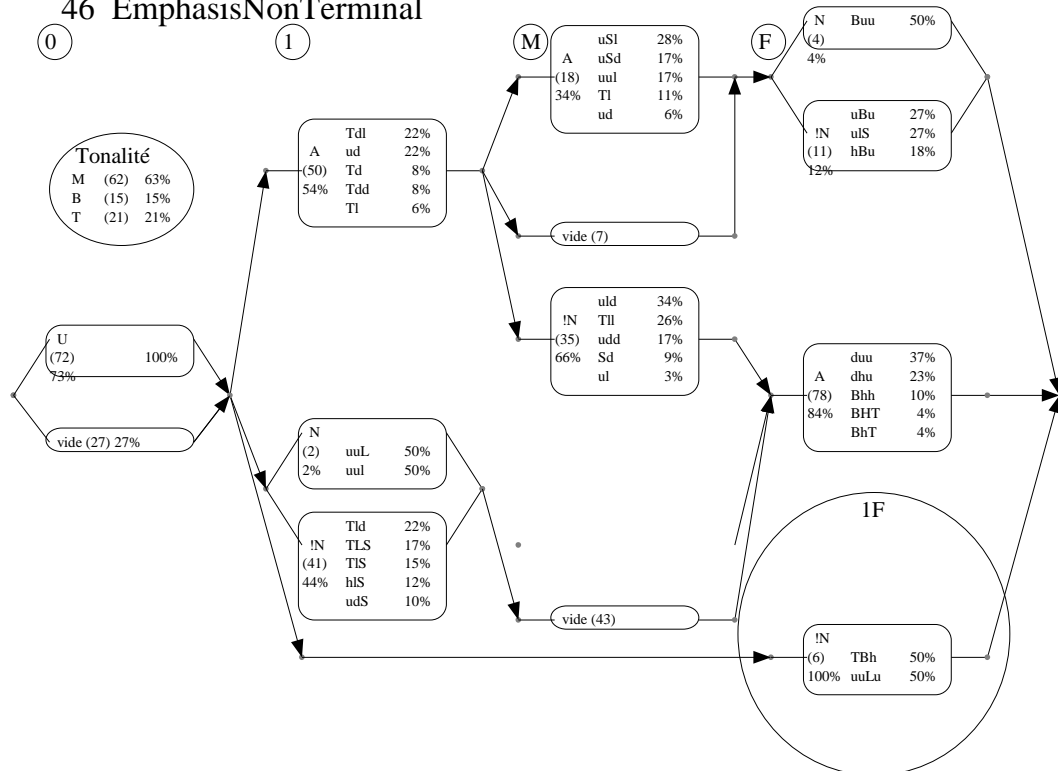 46 EmphasisNonTerminal
0
1
M
F
Tonalité
M (62) 63%
B (15) 15%
T (21) 21%
U
(72) 100%
73%
vide (27) 27%
Tdl 22%
A ud 22%
(50) Td 8%
54% Tdd 8%
Tl 6%
N
(2) uuL 50%
2% uul 50%
Tld 22%
!N TLS 17%
(41) TlS 15%
44% hlS 12%
udS 10%
uSl 28%
A uSd 17%
(18) uul 17%
34% Tl 11%
ud 6%
vide (7)
uld 34%
!N Tll 26%
(35) udd 17%
66% Sd 9%
ul 3%
vide (43)
N Buu 50%
(4)
4%
uBu 27%
!N ulS 27%
(11) hBu 18%
12%
duu 37%
A dhu 23%
(78) Bhh 10%
84% BHT 4%
BhT 4%
1F
!N
(6) TBh 50%
100% uuLu 50%